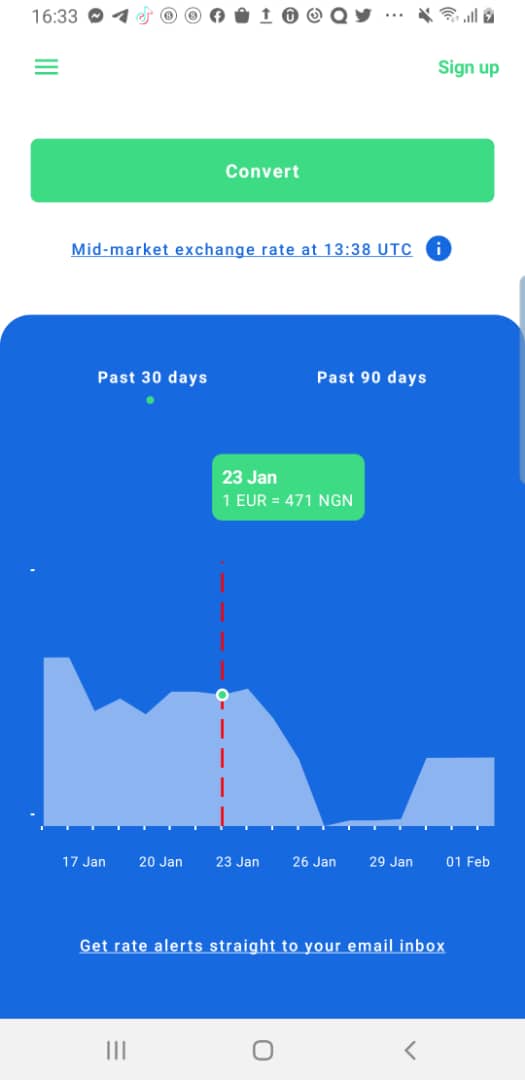 16:33
Sign up
Convert
Mid-market exchange rate at 13:38 UTC
Past 30 days Past 90 days
23 Jan
1 EUR = 471 NGN
-
-
17 Jan 20 Jan 23 Jan 26 Jan 29 Jan 01 Feb
Get rate alerts straight to your email inbox